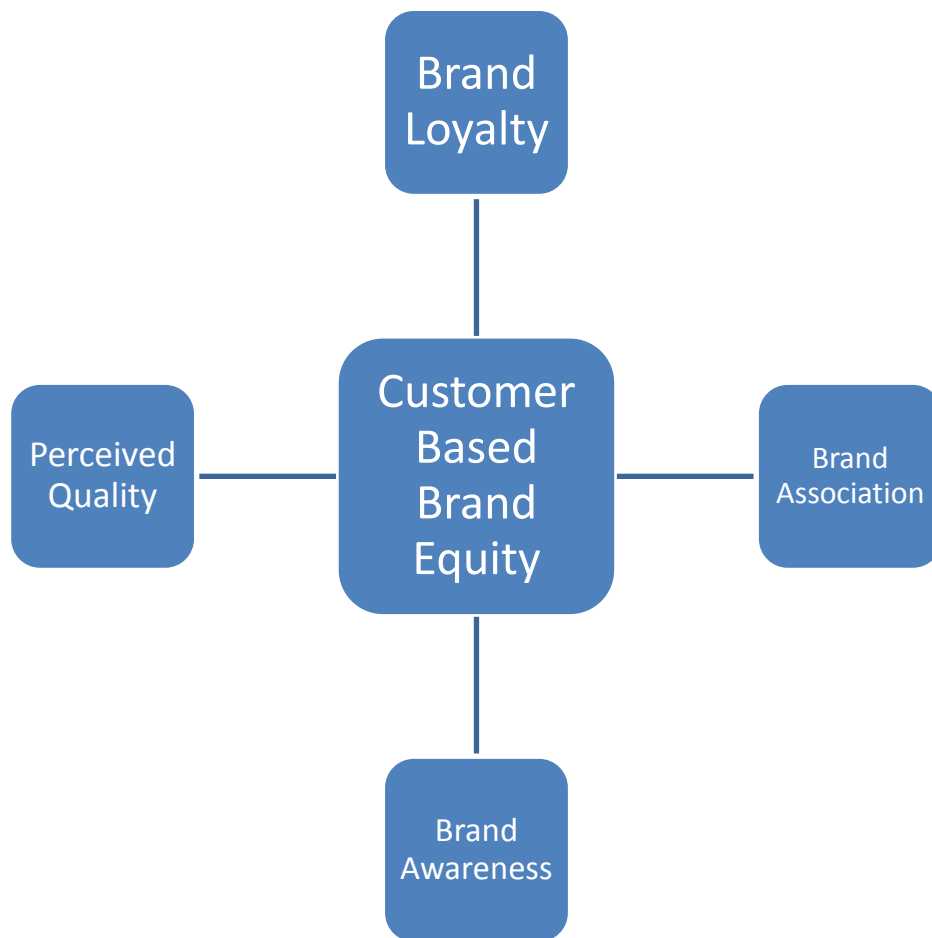 Brand
Loyalty
Perceived
Quality
Customer
Based
Brand
Equity
Brand
Association
Brand
Awareness